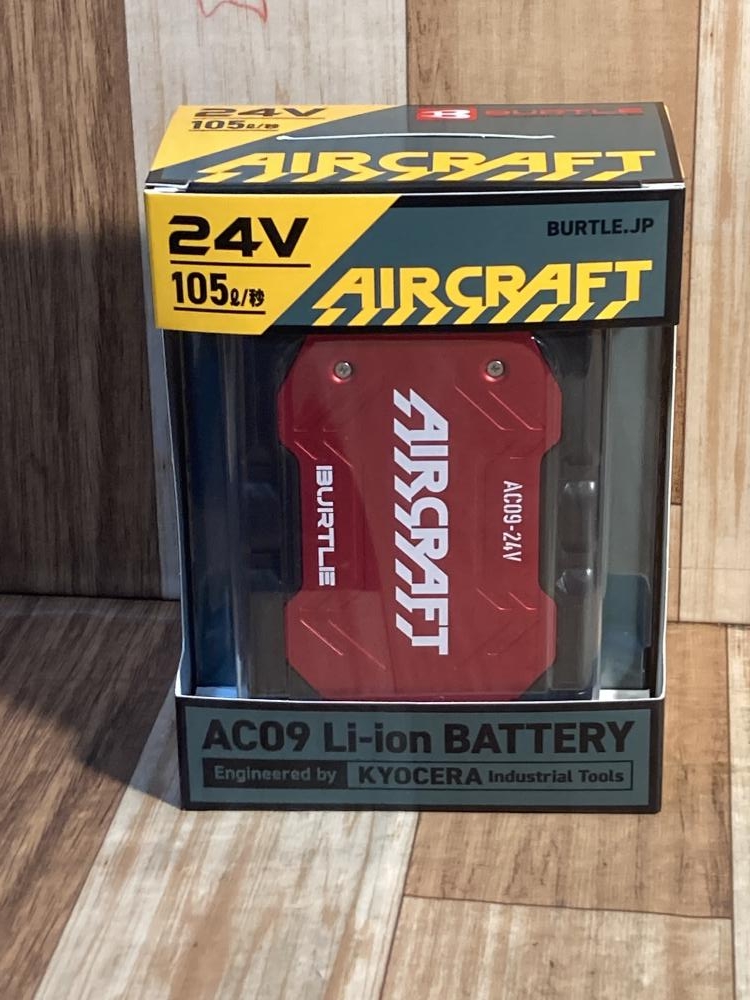 24V
105ℓ/秒
BURTLE
AIRCRAFT
24V
105ℓ/秒
BURTLE.JP
AIRCRAFT
BURTLE
AIRCRAFT
AC09-24V
AC09 Li-ion BATTERY
Engineered by KYOCERA Industrial Tools